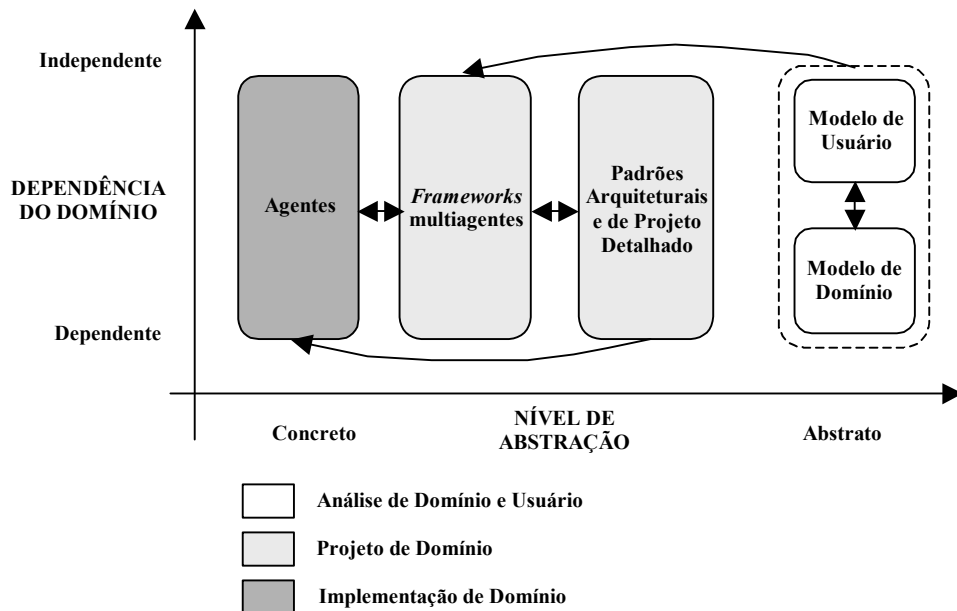 Independente
DEPENDÊNCIA
DO DOMÍNIO
Dependente
Agentes
Frameworks
multiagentes
Padrões
Arquiteturais
e de Projeto
Detalhado
Modelo de
Usuário
Modelo de
Domínio
Concreto
NÍVEL DE
ABSTRAÇÃO
Abstrato
Análise de Domínio e Usuário
Projeto de Domínio
Implementação de Domínio